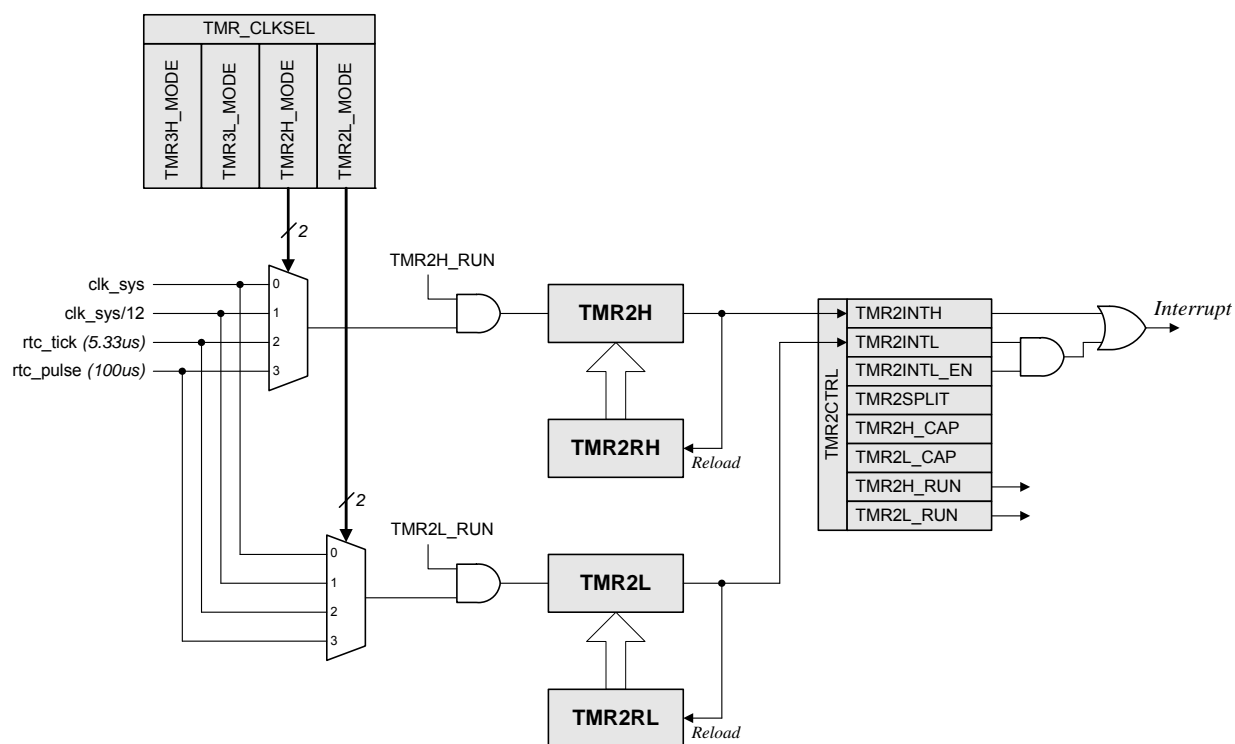 TMR_CLKSEL
TMR3H_MODE
TMR3L_MODE
TMR2H_MODE
TMR2L_MODE
2
TMR2H_RUN
clk_sys
clk_sys/12
rtc_tick (5.33us)
rtc_pulse (100us)
0
1
2
3
TMR2H
TMR2RH
Reload
2
TMR2L_RUN
0
1
2
3
TMR2L
TMR2RL
Reload
TMR2CTRL
TMR2INTH
TMR2INTL
TMR2INTL_EN
TMR2SPLIT
TMR2H_CAP
TMR2L_CAP
TMR2H_RUN
TMR2L_RUN
Interrupt